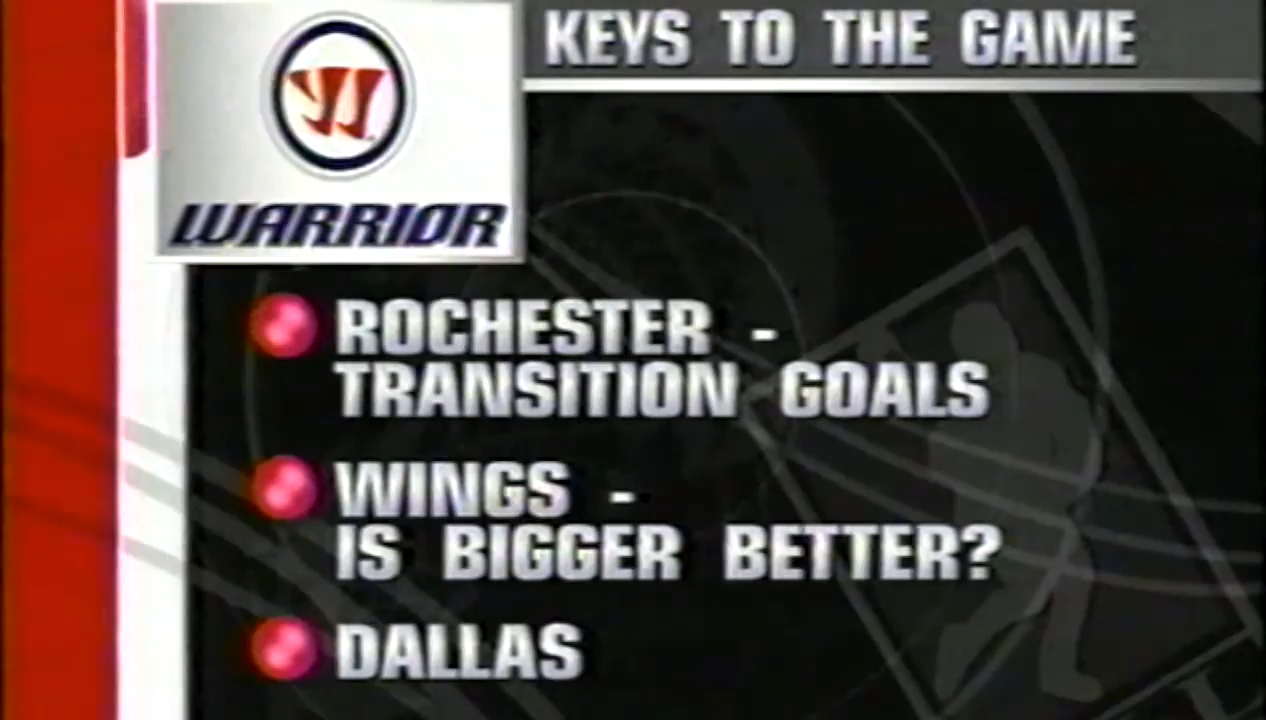 KEYS TO THE GAME
WARRIOR
ROCHESTER -
TRANSITION GOALS
WINGS -
IS BIGGER BETTER?
DALLAS